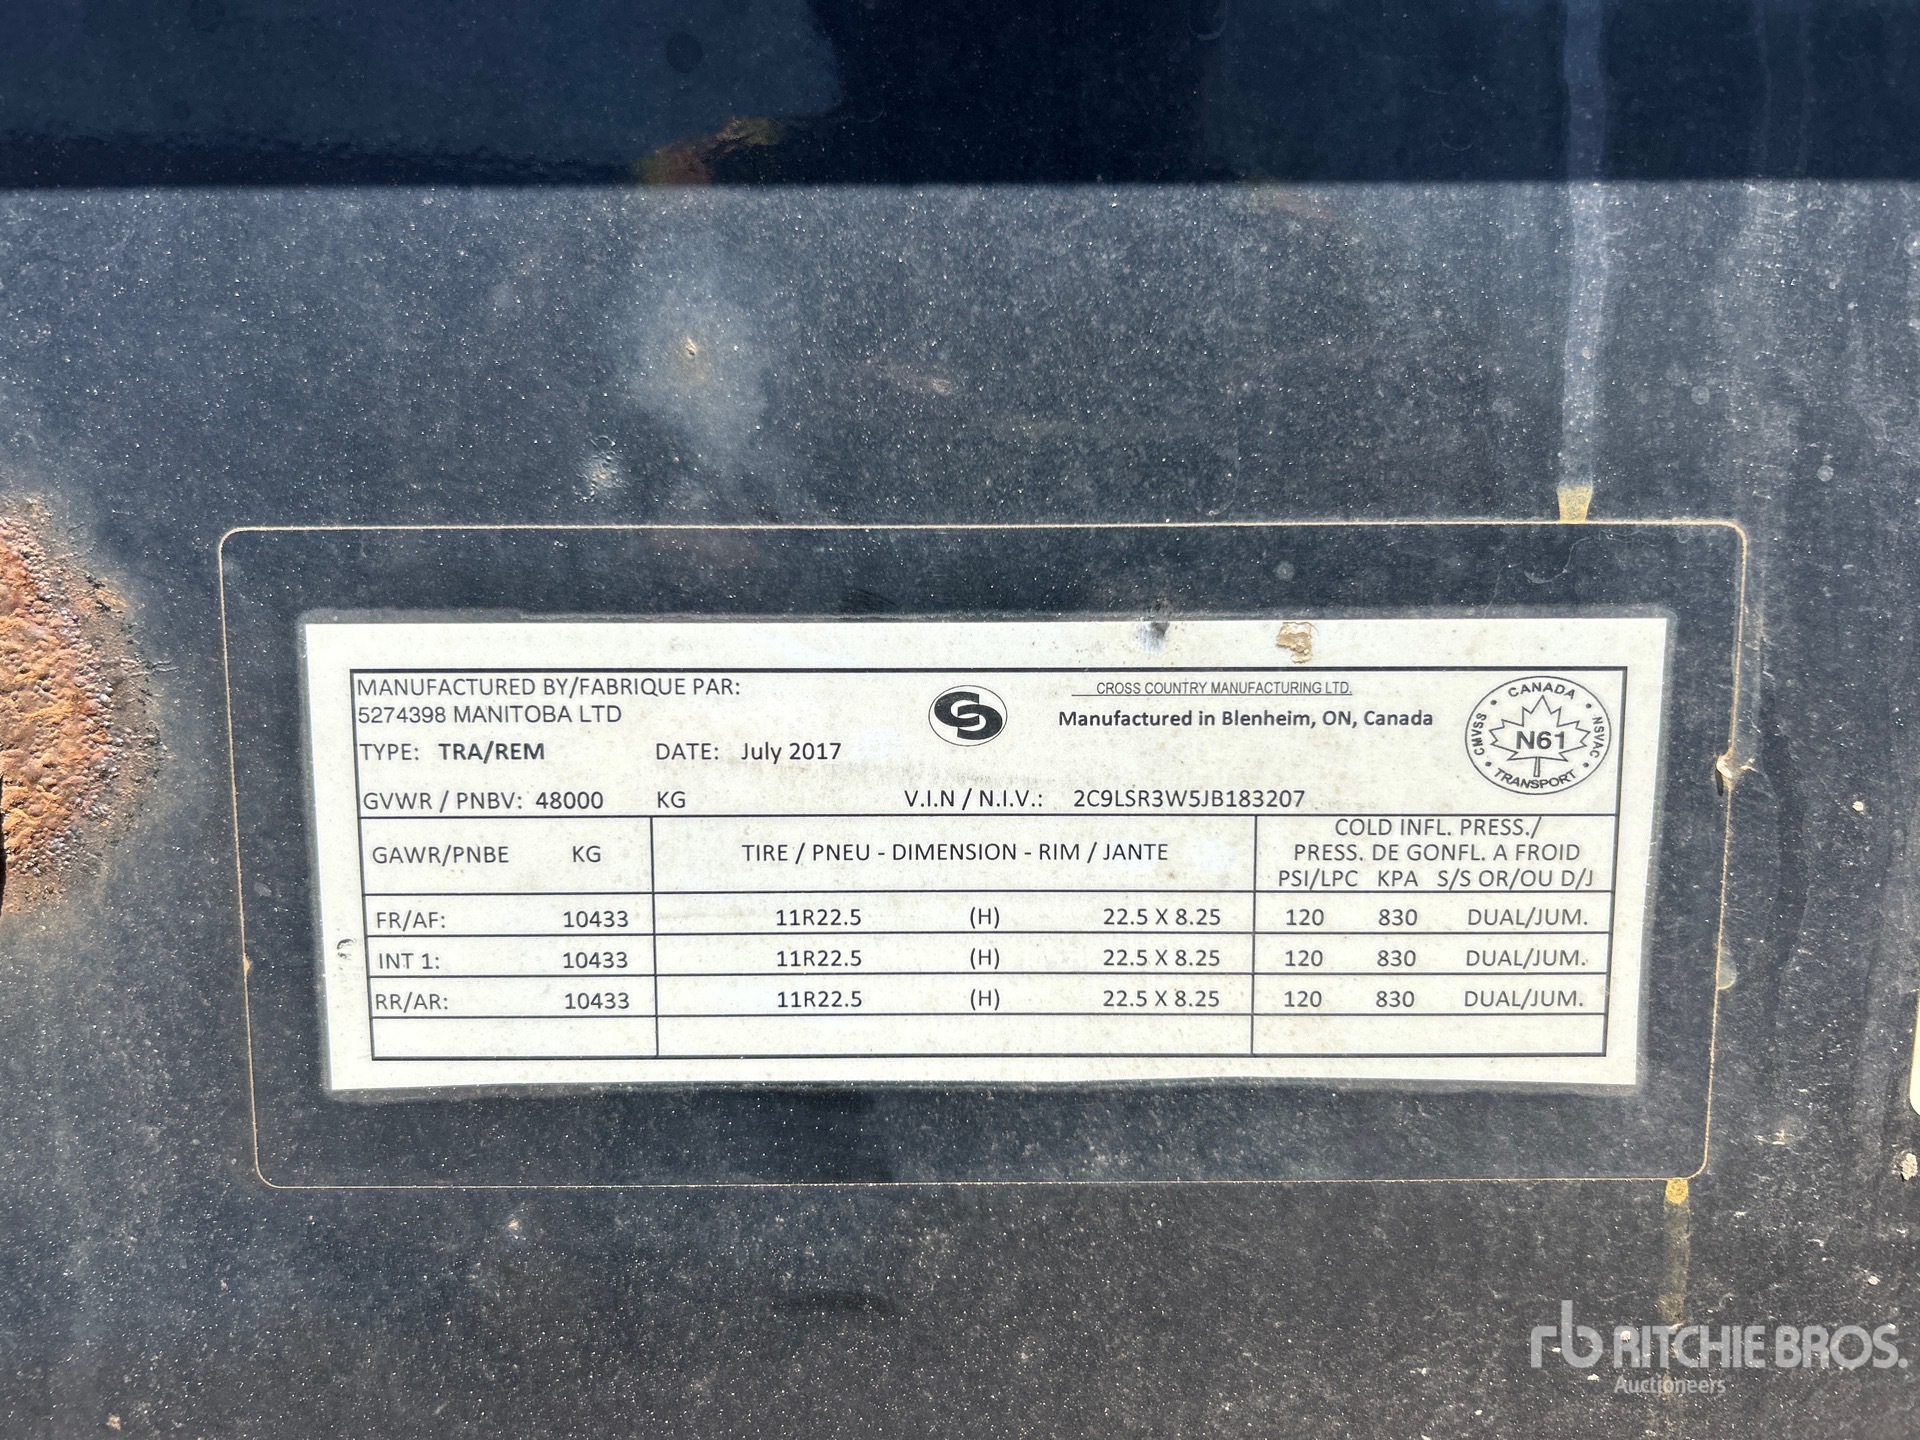 MANUFACTURED BY/FABRIQUE PAR:
5274398 MANITOBA LTD
CROSS COUNTRY MANUFACTURING LTD.
Manufactured in Blenheim, ON, Canada
CANADA
CMVSS
N61
NSVAC
TRANSPORT
TYPE: TRA/REM DATE: July 2017
GVWR / PNBV: 48000 KG V.I.N / N.I.V.: 2C9LSR3W5JB183207
GAWR/PNBE KG
TIRE / PNEU - DIMENSION - RIM / JANTE
COLD INFL. PRESS./
PRESS. DE GONFL. A FROID
PSI/LPC KPA S/S OR/OU D/J
FR/AF: 10433 11R22.5 (H) 22.5 X 8.25 120 830 DUAL/JUM.
INT 1: 10433 11R22.5 (H) 22.5 X 8.25 120 830 DUAL/JUM.
RR/AR: 10433 11R22.5 (H) 22.5 X 8.25 120 830 DUAL/JUM.
rb RITCHIE BROS.
Auctioneers